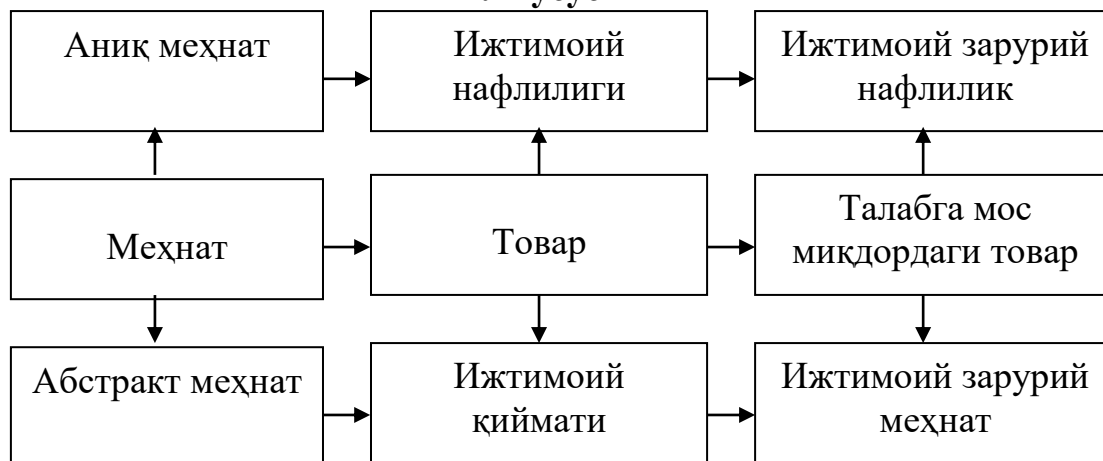 Аниқ меҳнат
Ижтимоий
нафлилиги
Ижтимоий зарурий
нафлилик
Меҳнат
Товар
Талабга мос
миқдордаги товар
Абстракт меҳнат
Ижтимоий
қиймати
Ижтимоий зарурий
меҳнат